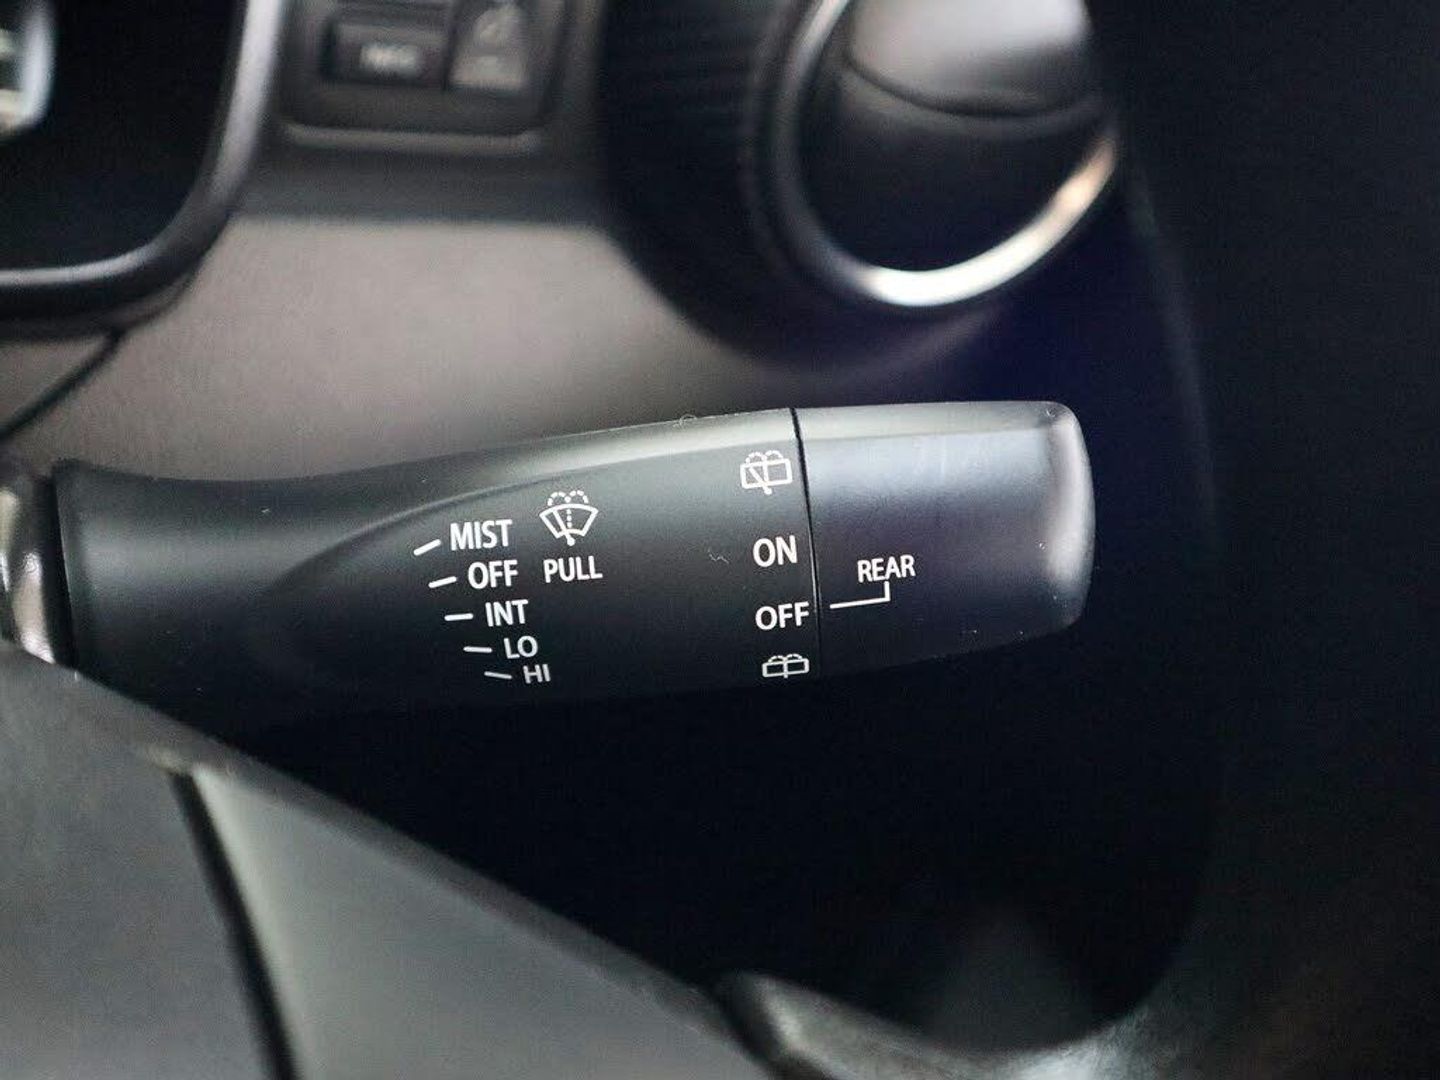 MIST
OFF PULL
INT
LO
HI
ON
OFF
REAR